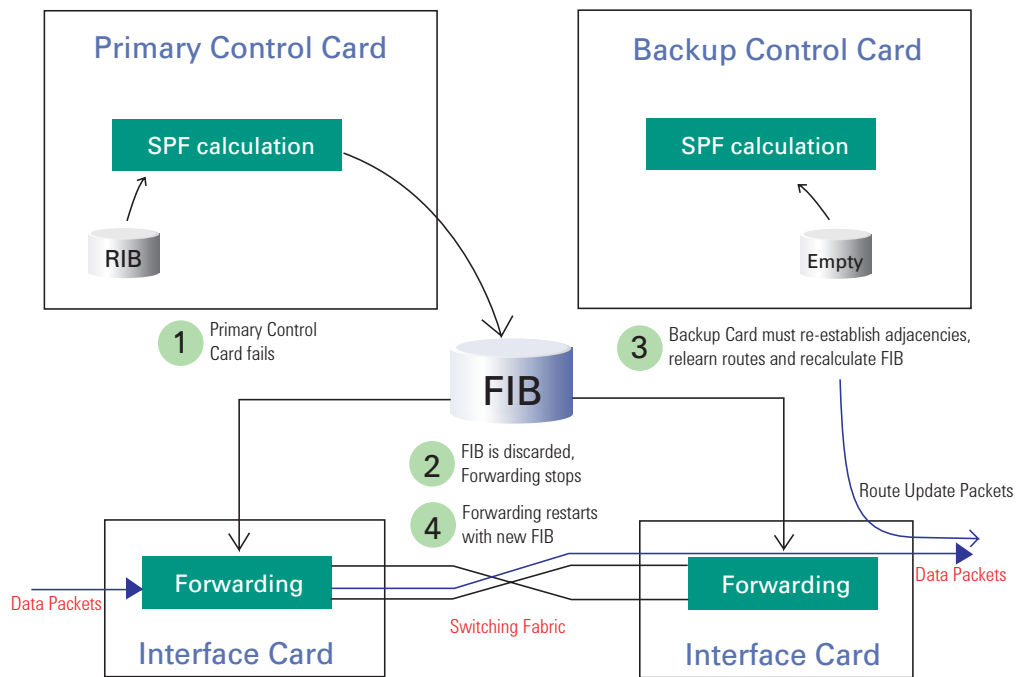 Primary Control Card
Backup Control Card
SPF calculation
SPF calculation
RIB
Empty
1
Primary Control
Card fails
3
Backup Card must re-establish adjacencies,
relearn routes and recalculate FIB
FIB
2
FIB is discarded,
Forwarding stops
4
Forwarding restarts
with new FIB
Route Update Packets
Forwarding
Forwarding
Data Packets
Data Packets
Switching Fabric
Interface Card
Interface Card